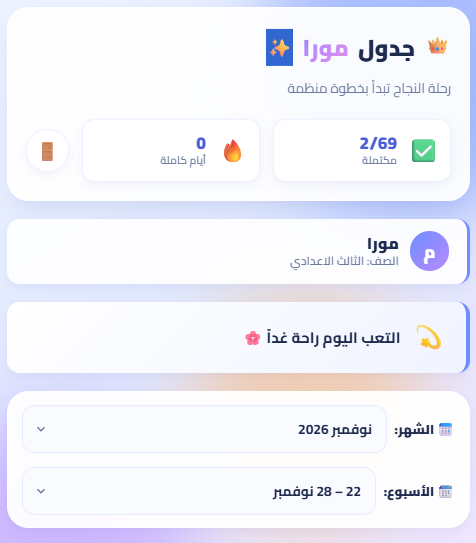 👑 جدول مورا ✨
رحلة النجاح تبدأ بخطوة منظمة
✅ 2/69
مكتملة
🔥 0
أيام كاملة
🚪
م
مورا
الصف: الثالث الاعدادي
💫 التعب اليوم راحة غداً 🌸
🗓️ الشهر: نوفمبر 2026
🗓️ الأسبوع: 22 – 28 نوفمبر